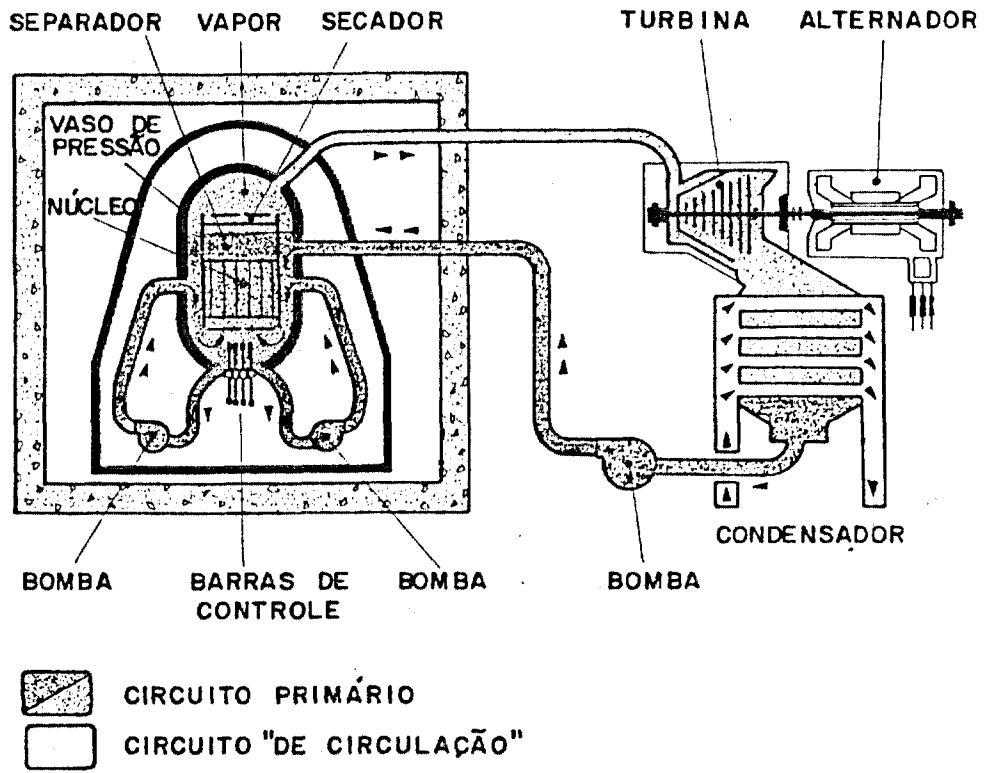 SEPARADOR VAPOR SECADOR TURBINA ALTERNADOR
VASO DE
PRESSÃO
NÚCLEO
CONDENSADOR
BOMBA BARRAS DE BOMBA BOMBA
CONTROLE
CIRCUITO PRIMÁRIO
CIRCUITO "DE CIRCULAÇÃO"